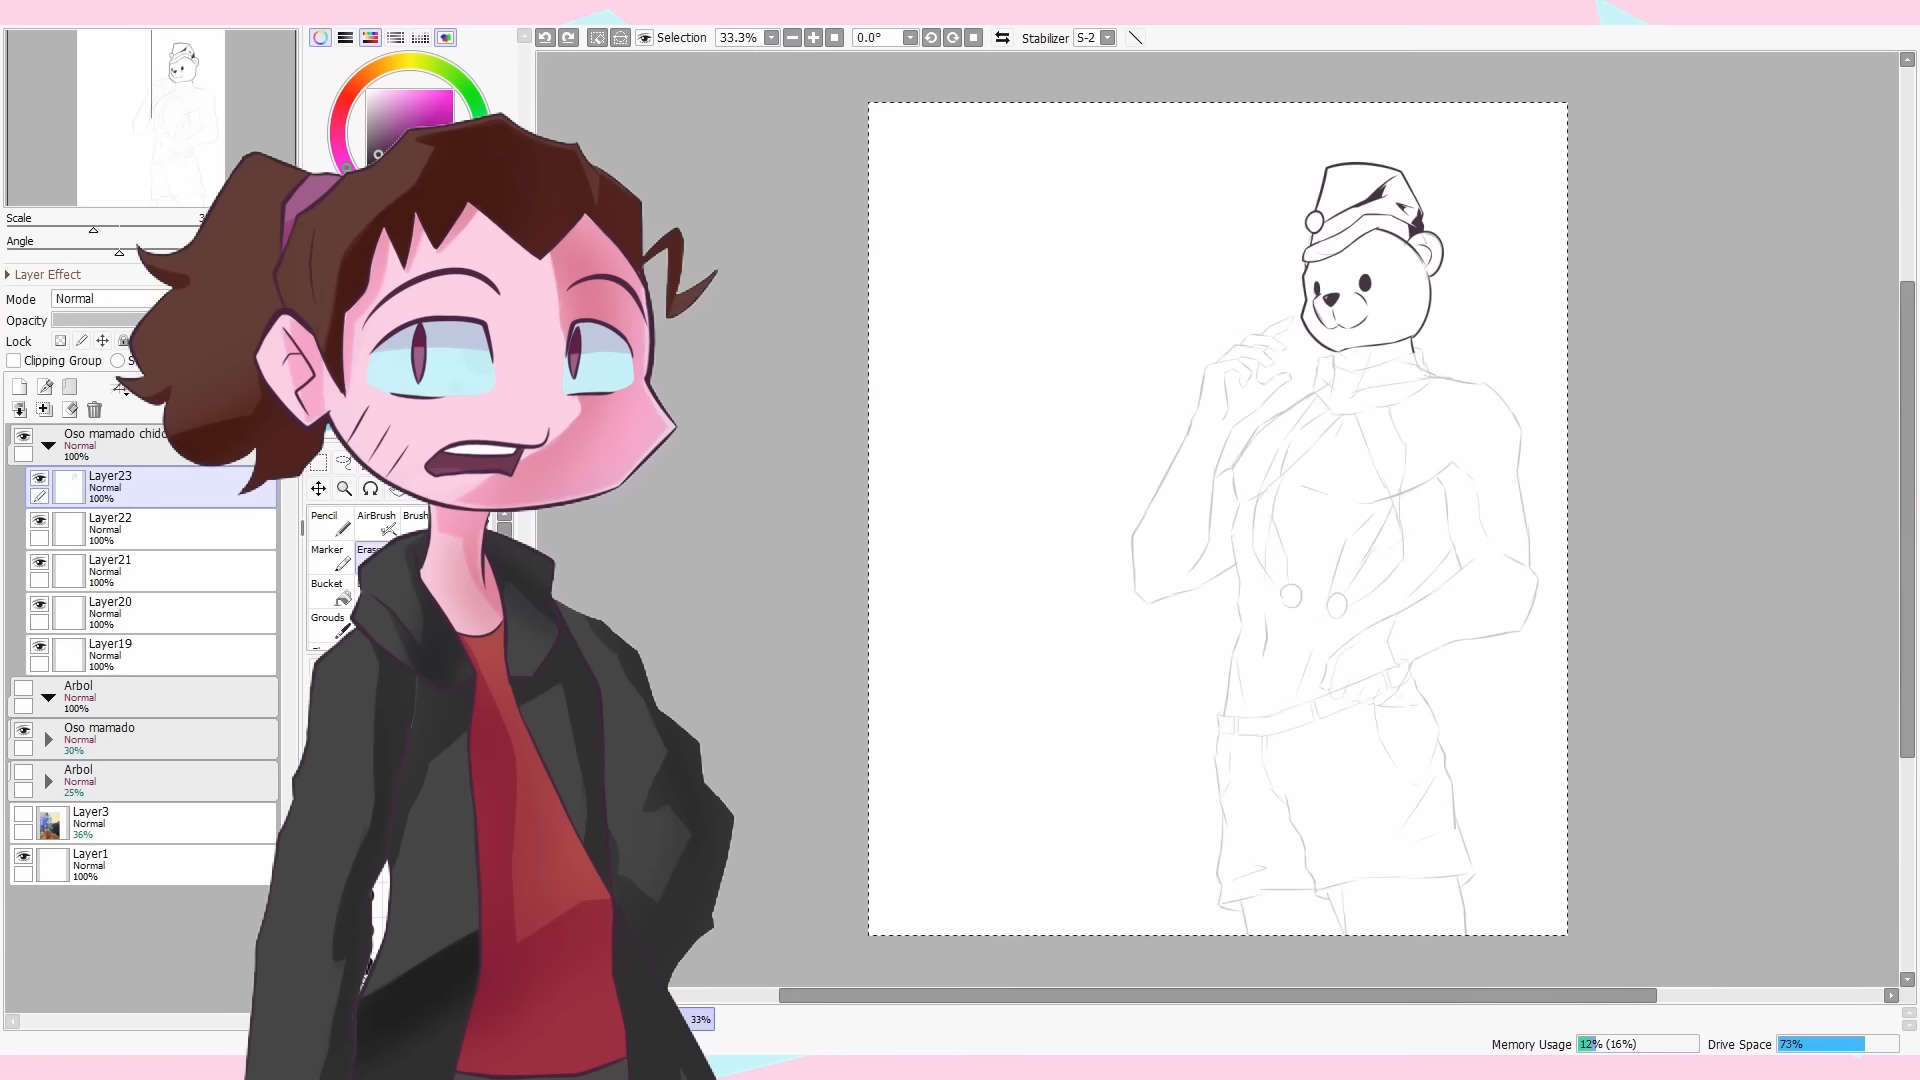 Selection
33.3%
0.0°
Stabilizer
S-2
Scale
Angle
Layer Effect
Mode
Normal
Opacity
Lock
Clipping Group
Oso mamado chido
Normal
100%
Layer23
Normal
100%
Layer22
Normal
100%
Layer21
Normal
100%
Layer20
Normal
100%
Layer19
Normal
100%
Arbol
Normal
100%
Oso mamado
Normal
30%
Arbol
Normal
25%
Layer3
Normal
36%
Layer1
Normal
100%
Pencil
AirBrush
Brush
Marker
Bucket
Grouds
33%
Memory Usage
12% (16%)
Drive Space
73%